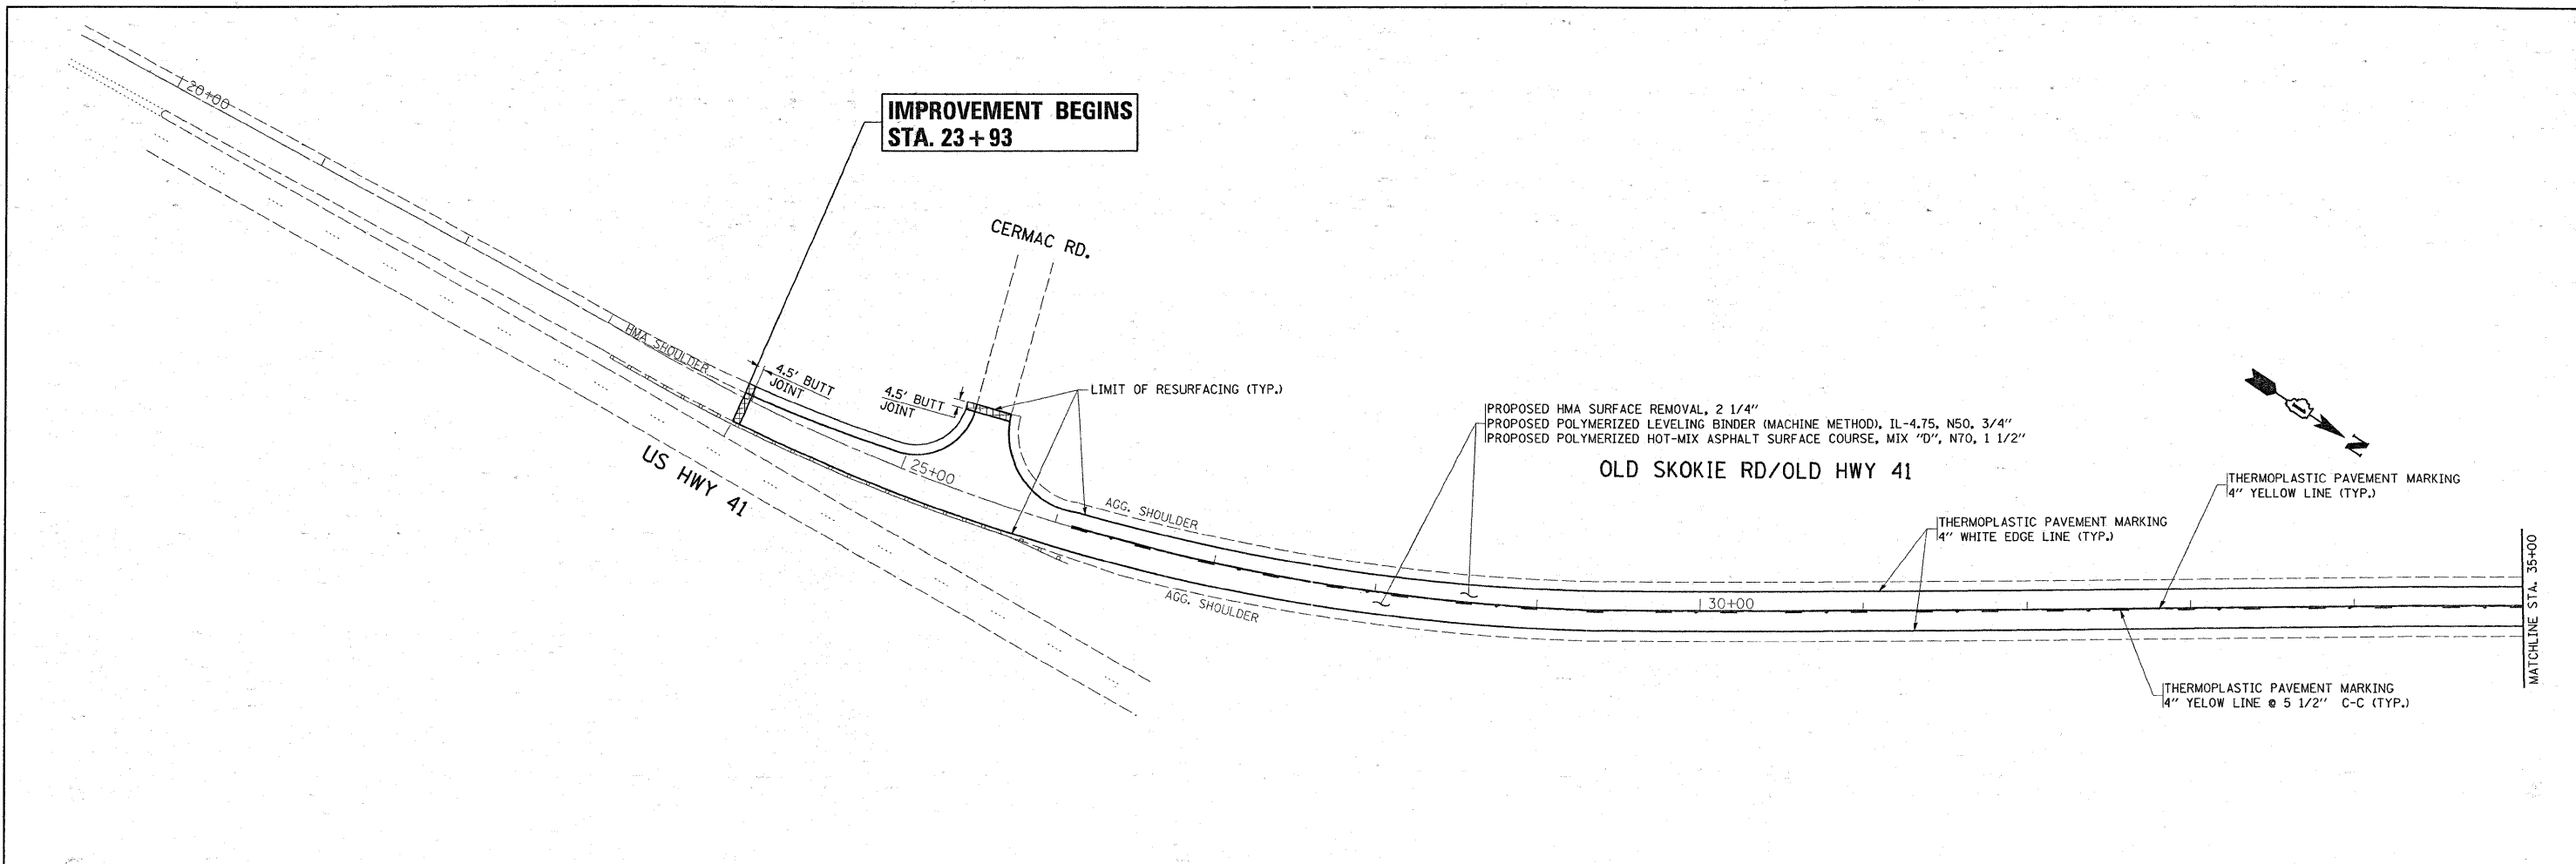 20+00
IMPROVEMENT BEGINS
STA. 23+93
CERMAC RD.
HMA SHOULDER
4.5' BUTT
JOINT
4.5' BUTT
JOINT
LIMIT OF RESURFACING (TYP.)
US HWY 41
25+00
AGG. SHOULDER
AGG. SHOULDER
PROPOSED HMA SURFACE REMOVAL, 2 1/4"
PROPOSED POLYMERIZED LEVELING BINDER (MACHINE METHOD), IL-4.75, N50, 3/4"
PROPOSED POLYMERIZED HOT-MIX ASPHALT SURFACE COURSE, MIX "D", N70, 1 1/2"
OLD SKOKIE RD/OLD HWY 41
30+00
THERMOPLASTIC PAVEMENT MARKING
4" WHITE EDGE LINE (TYP.)
THERMOPLASTIC PAVEMENT MARKING
4" YELLOW LINE (TYP.)
THERMOPLASTIC PAVEMENT MARKING
4" YELOW LINE @ 5 1/2" C-C (TYP.)
N
MATCHLINE STA. 35+00